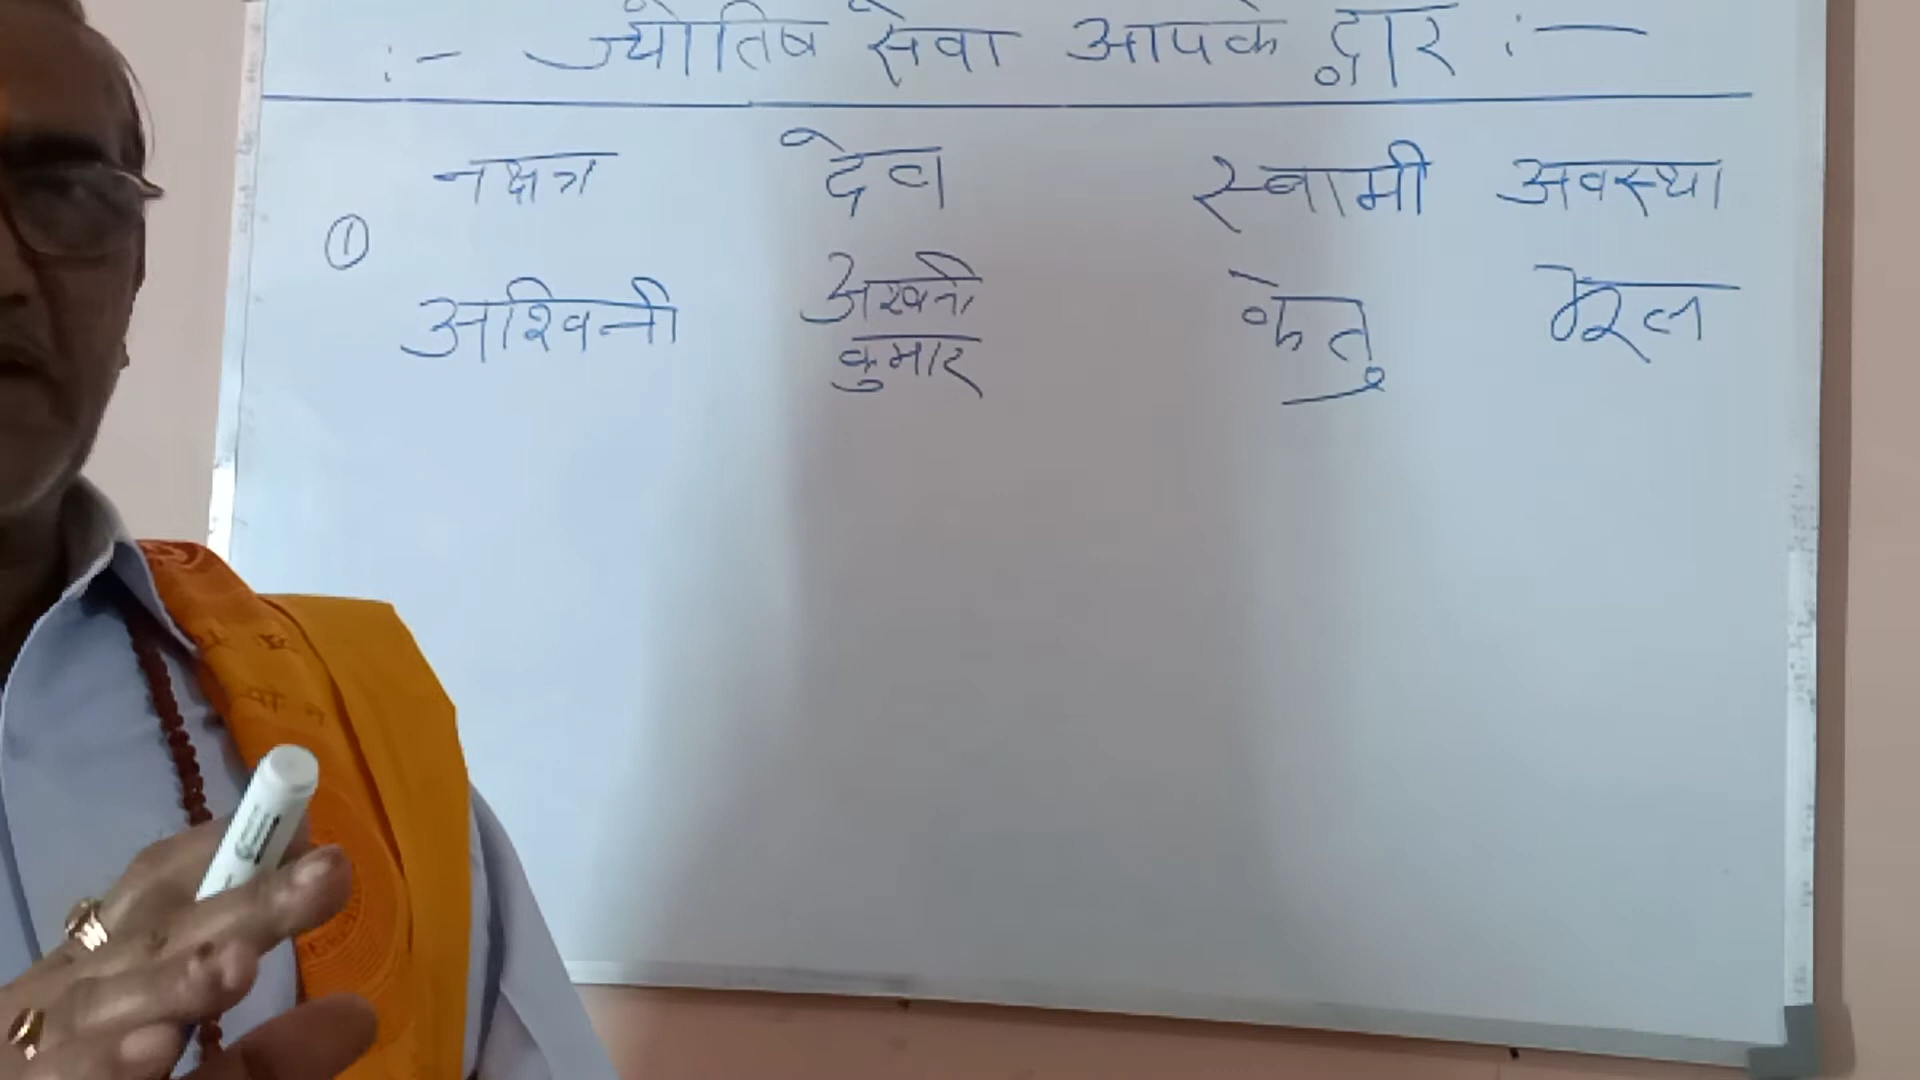 :- ज्योतिष सेवा आपके द्वार :-
नक्षत्र देव स्वामी अवस्था
①
अश्विनी अश्वनी कुमार केतु मूल